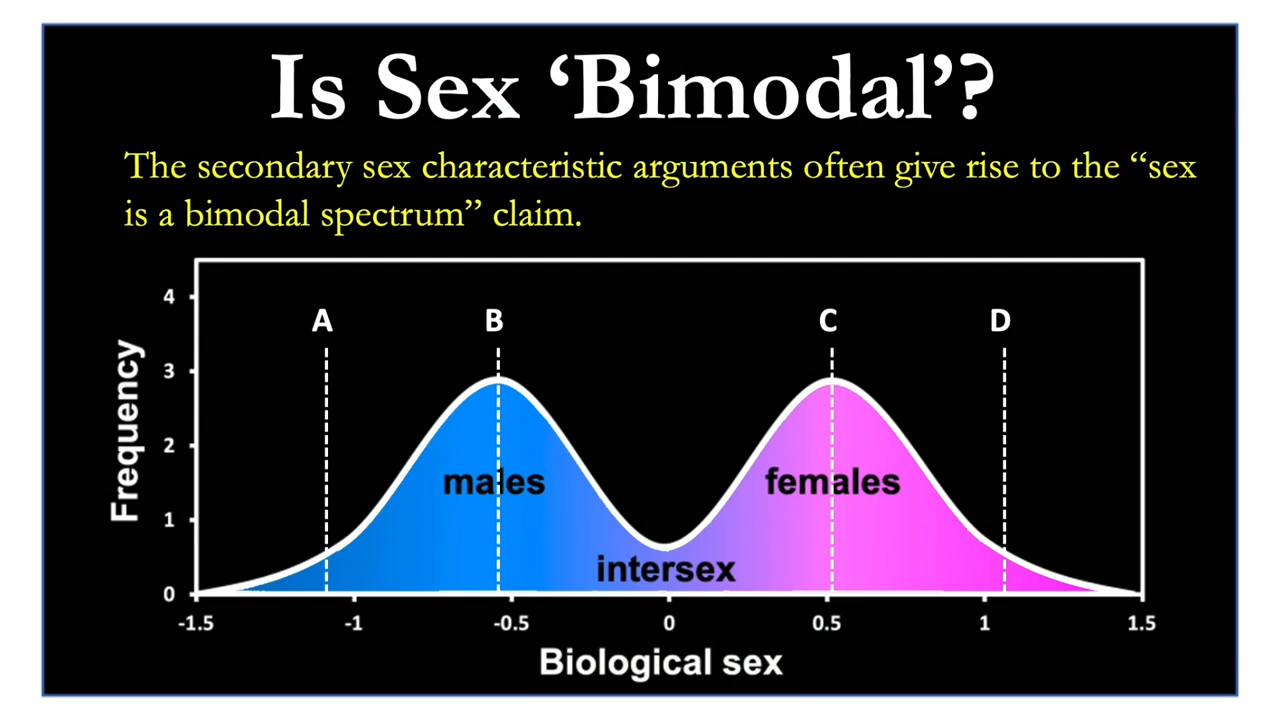 Is Sex ‘Bimodal’?
The secondary sex characteristic arguments often give rise to the “sex
is a bimodal spectrum” claim.
A
B
C
D
Frequency
4
3
2
1
0
males
females
intersex
-1.5
-1
-0.5
0
0.5
1
1.5
Biological sex